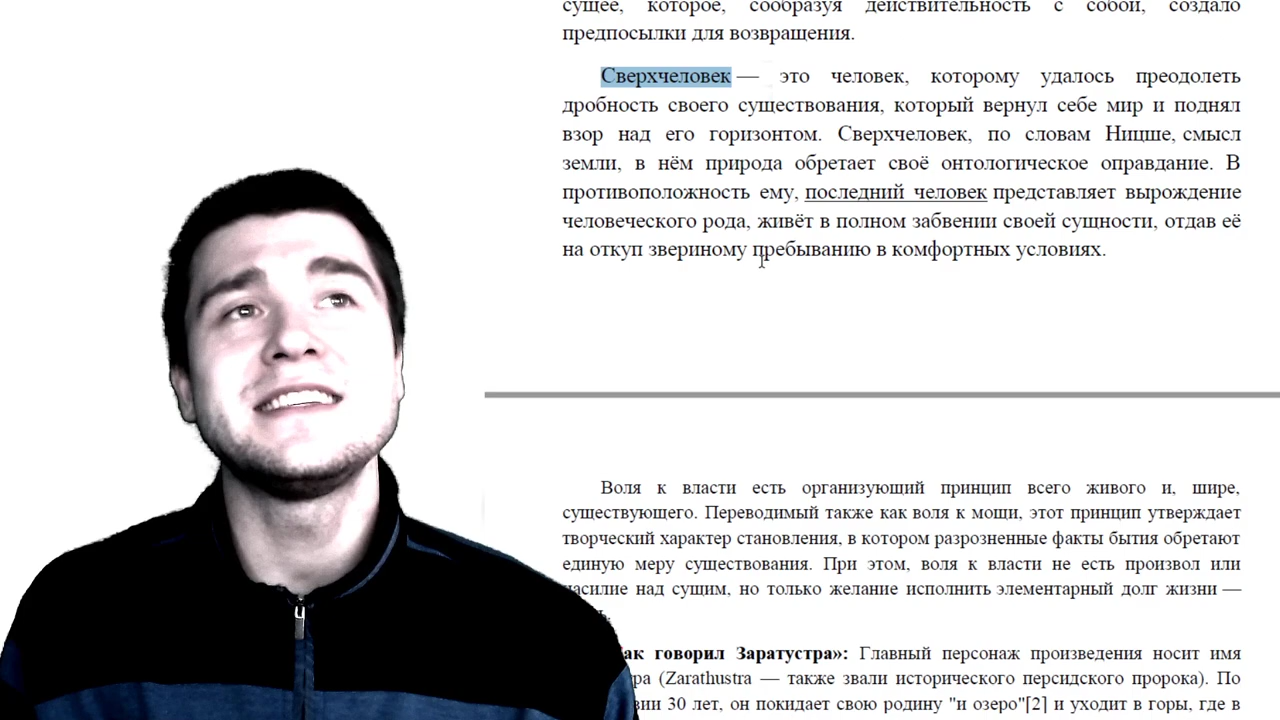 сущее, которое, сообразуя действительность с собой, создало
предпосылки для возвращения.
Сверхчеловек — это человек, которому удалось преодолеть
дробность своего существования, который вернул себе мир и поднял
взор над его горизонтом. Сверхчеловек, по словам Ницше, смысл
земли, в нём природа обретает своё онтологическое оправдание. В
противоположность ему, последний человек представляет вырождение
человеческого рода, живёт в полном забвении своей сущности, отдав её
на откуп звериному пребыванию в комфортных условиях.
Воля к власти есть организующий принцип всего живого и, шире,
существующего. Переводимый также как воля к мощи, этот принцип утверждает
творческий характер становления, в котором разрозненные факты бытия обретают
единую меру существования. При этом, воля к власти не есть произвол или
насилие над сущим, но только желание исполнить элементарный долг жизни —
ак говорил Заратустра»: Главный персонаж произведения носит имя
ра (Zarathustra — также звали исторического персидского пророка). По
вии 30 лет, он покидает свою родину "и озеро"[2] и уходит в горы, где в